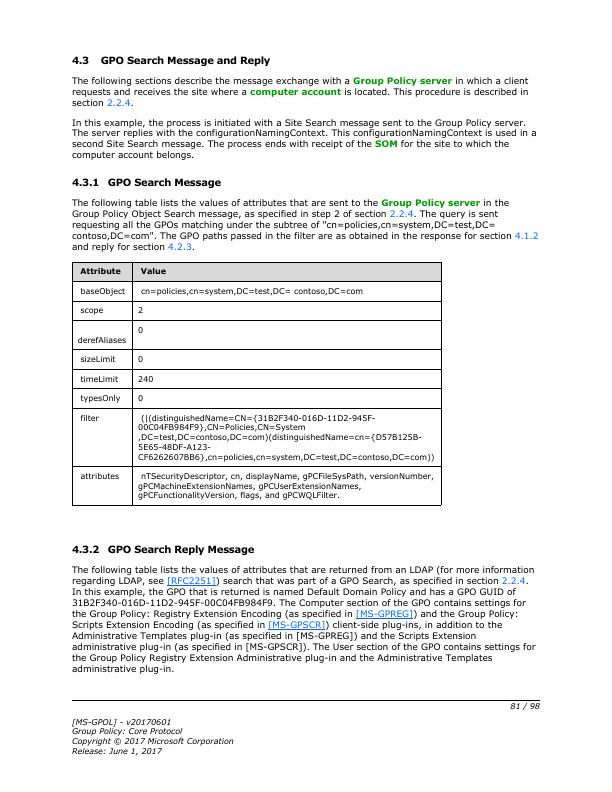 4.3 GPO Search Message and Reply
The following sections describe the message exchange with a Group Policy server in which a client
requests and receives the site where a computer account is located. This procedure is described in
section 2.2.4.
In this example, the process is initiated with a Site Search message sent to the Group Policy server.
The server replies with the configurationNamingContext. This configurationNamingContext is used in a
second Site Search message. The process ends with receipt of the SOM for the site to which the
computer account belongs.
4.3.1 GPO Search Message
The following table lists the values of attributes that are sent to the Group Policy server in the
Group Policy Object Search message, as specified in step 2 of section 2.2.4. The query is sent
requesting all the GPOs matching under the subtree of "cn=policies,cn=system,DC=test,DC=
contoso,DC=com". The GPO paths passed in the filter are as obtained in the response for section 4.1.2
and reply for section 4.2.3.
Attribute Value
baseObject cn=policies,cn=system,DC=test,DC= contoso,DC=com
scope 2
derefAliases 0
sizeLimit 0
timeLimit 240
typesOnly 0
filter (|(distinguishedName=CN={31B2F340-016D-11D2-945F-
00C04FB984F9},CN=Policies,CN=System
,DC=test,DC=contoso,DC=com)(distinguishedName=cn={D57B125B-
5E65-48DF-A123-
CF6262607BB6},cn=policies,cn=system,DC=test,DC=contoso,DC=com))
attributes nTSecurityDescriptor, cn, displayName, gPCFileSysPath, versionNumber,
gPCMachineExtensionNames, gPCUserExtensionNames,
gPCFunctionalityVersion, flags, and gPCWQLFilter.
4.3.2 GPO Search Reply Message
The following table lists the values of attributes that are returned from an LDAP (for more information
regarding LDAP, see [RFC2251]) search that was part of a GPO Search, as specified in section 2.2.4.
In this example, the GPO that is returned is named Default Domain Policy and has a GPO GUID of
31B2F340-016D-11D2-945F-00C04FB984F9. The Computer section of the GPO contains settings for
the Group Policy: Registry Extension Encoding (as specified in [MS-GPREG]) and the Group Policy:
Scripts Extension Encoding (as specified in [MS-GPSCR]) client-side plug-ins, in addition to the
Administrative Templates plug-in (as specified in [MS-GPREG]) and the Scripts Extension
administrative plug-in (as specified in [MS-GPSCR]). The User section of the GPO contains settings for
the Group Policy Registry Extension Administrative plug-in and the Administrative Templates
administrative plug-in.
81 / 98
[MS-GPOL] - v20170601
Group Policy: Core Protocol
Copyright © 2017 Microsoft Corporation
Release: June 1, 2017